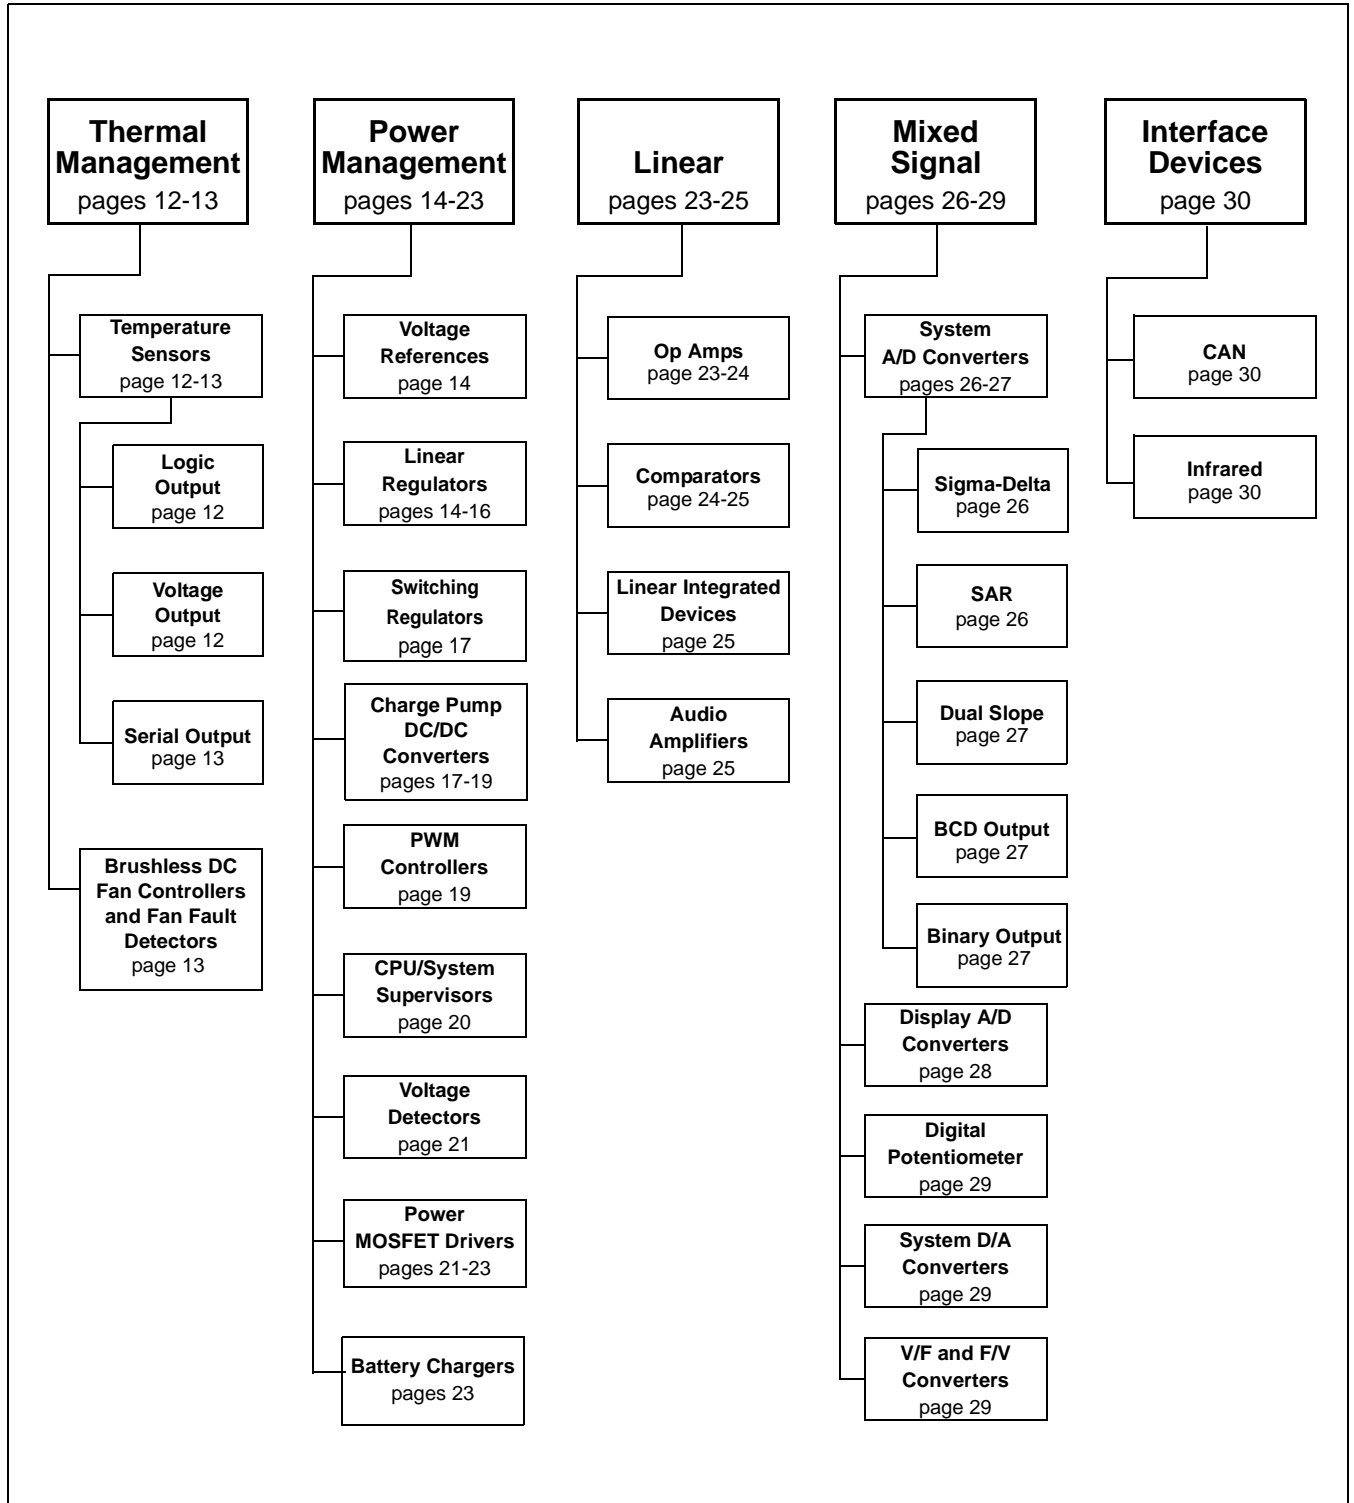 Thermal
Management
pages 12-13
Temperature
Sensors
page 12-13
Logic
Output
page 12
Voltage
Output
page 12
Serial Output
page 13
Brushless DC
Fan Controllers
and Fan Fault
Detectors
page 13
Power
Management
pages 14-23
Voltage
References
page 14
Linear
Regulators
pages 14-16
Switching
Regulators
page 17
Charge Pump
DC/DC
Converters
pages 17-19
PWM
Controllers
page 19
CPU/System
Supervisors
page 20
Voltage
Detectors
page 21
Power
MOSFET Drivers
pages 21-23
Battery Chargers
pages 23
Linear
pages 23-25
Op Amps
page 23-24
Comparators
page 24-25
Linear Integrated
Devices
page 25
Audio
Amplifiers
page 25
Mixed
Signal
pages 26-29
System
A/D Converters
pages 26-27
Sigma-Delta
page 26
SAR
page 26
Dual Slope
page 27
BCD Output
page 27
Binary Output
page 27
Display A/D
Converters
page 28
Digital
Potentiometer
page 29
System D/A
Converters
page 29
V/F and F/V
Converters
page 29
Interface
Devices
page 30
CAN
page 30
Infrared
page 30